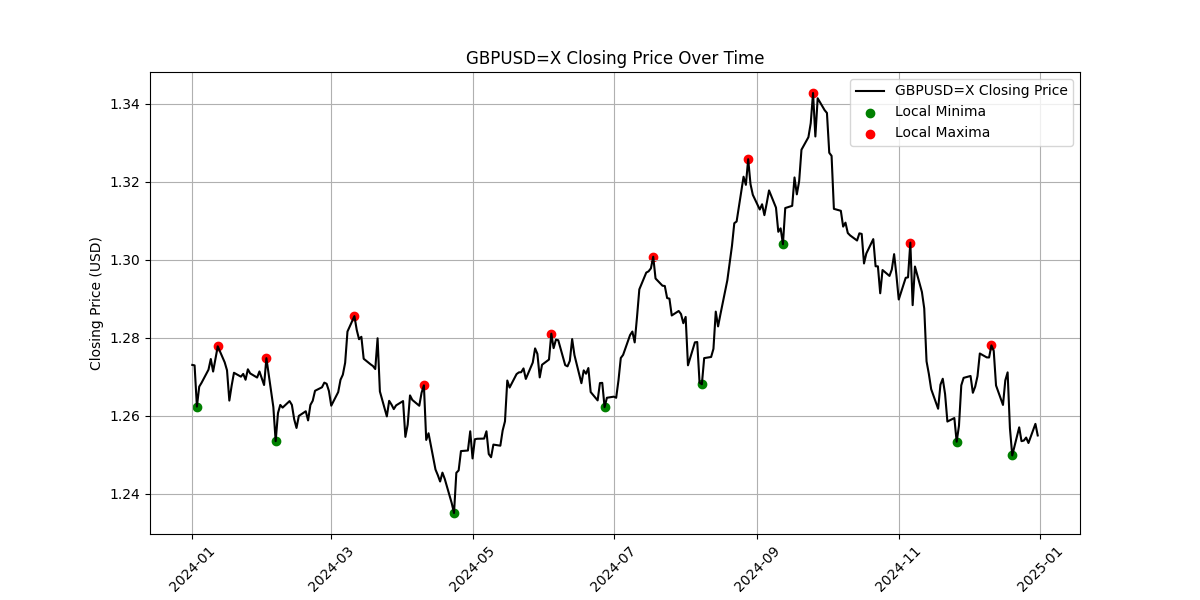 GBPUSD=X Closing Price Over Time
Closing Price (USD)
1.34
1.32
1.30
1.28
1.26
1.24
GBPUSD=X Closing Price
Local Minima
Local Maxima
2024-01
2024-03
2024-05
2024-07
2024-09
2024-11
2025-01